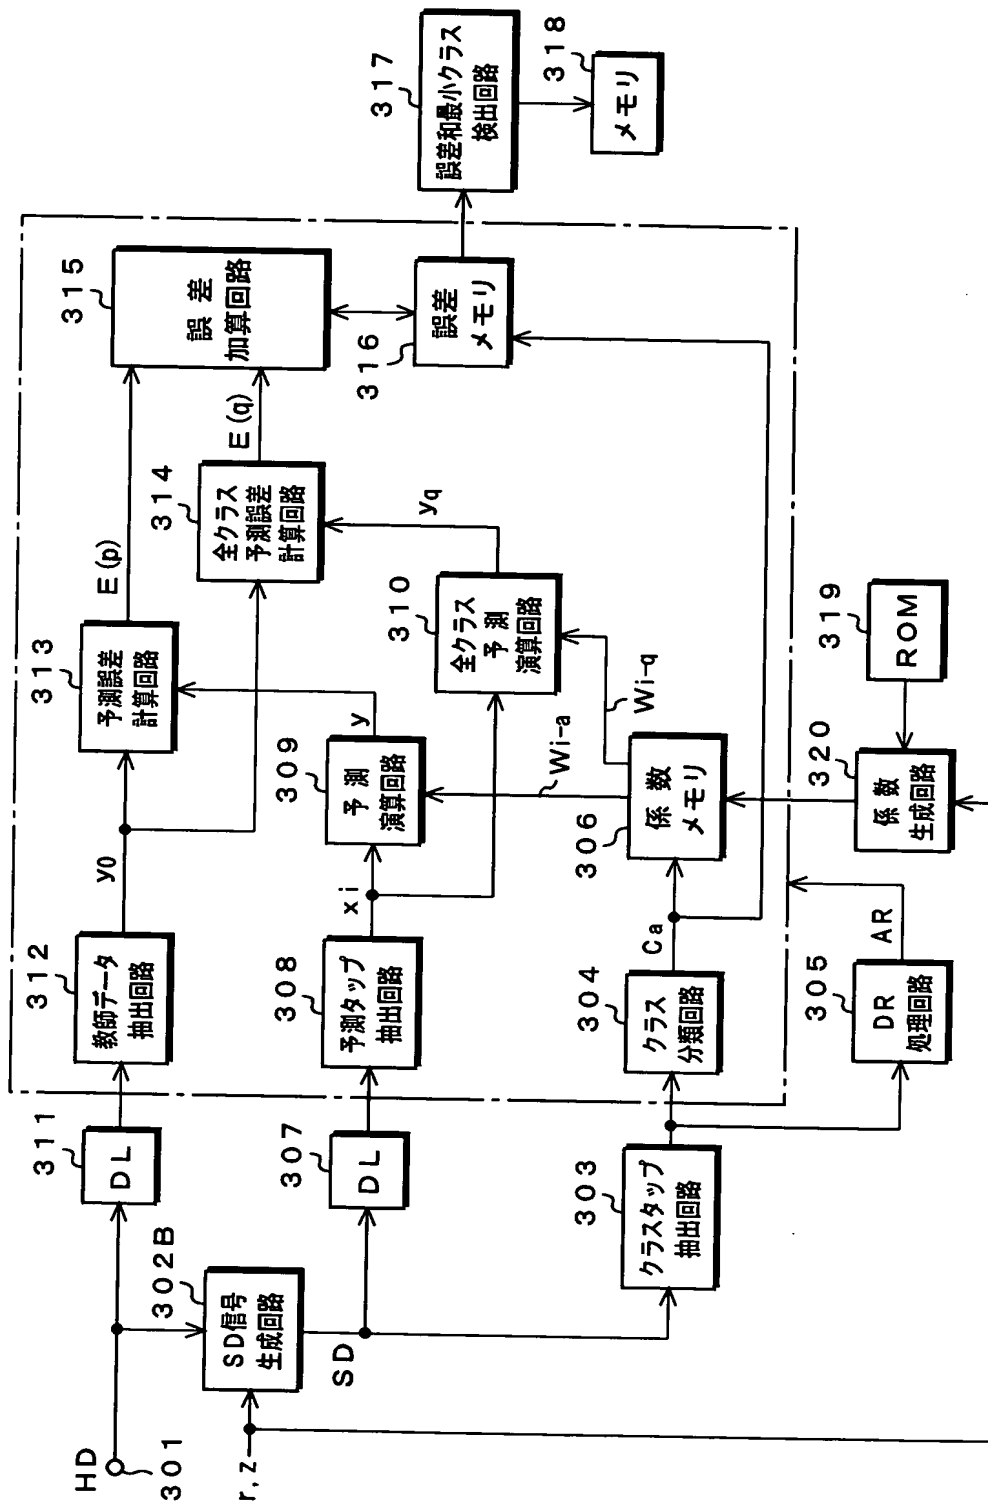 HD
301
r, z
302B
SD信号
生成回路
SD
311
DL
307
DL
303
クラスタップ
抽出回路
312
教師データ
抽出回路
y0
308
予測タップ
抽出回路
xi
304
クラス
分類回路
Ca
305
DR
処理回路
AR
313
予測誤差
計算回路
E(p)
309
予測
演算回路
y
Wi-a
306
係数
メモリ
Wi-q
310
全クラス
予測
演算回路
yq
314
全クラス
予測誤差
計算回路
E(q)
315
誤差
加算回路
316
誤差
メモリ
317
誤差和最小クラス
検出回路
318
メモリ
319
ROM
320
係数
生成回路